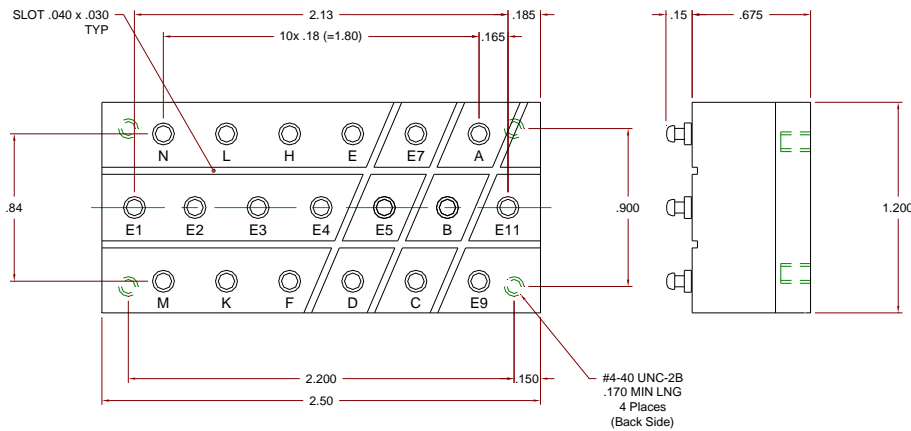 SLOT .040 x .030
TYP
2.13
.185
10x .18 (=1.80)
.165
.15
.675
N L H E E7 A
.84
.900
1.200
E1 E2 E3 E4 E5 B E11
M K F D C E9
2.200
.150
2.50
#4-40 UNC-2B
.170 MIN LNG
4 Places
(Back Side)